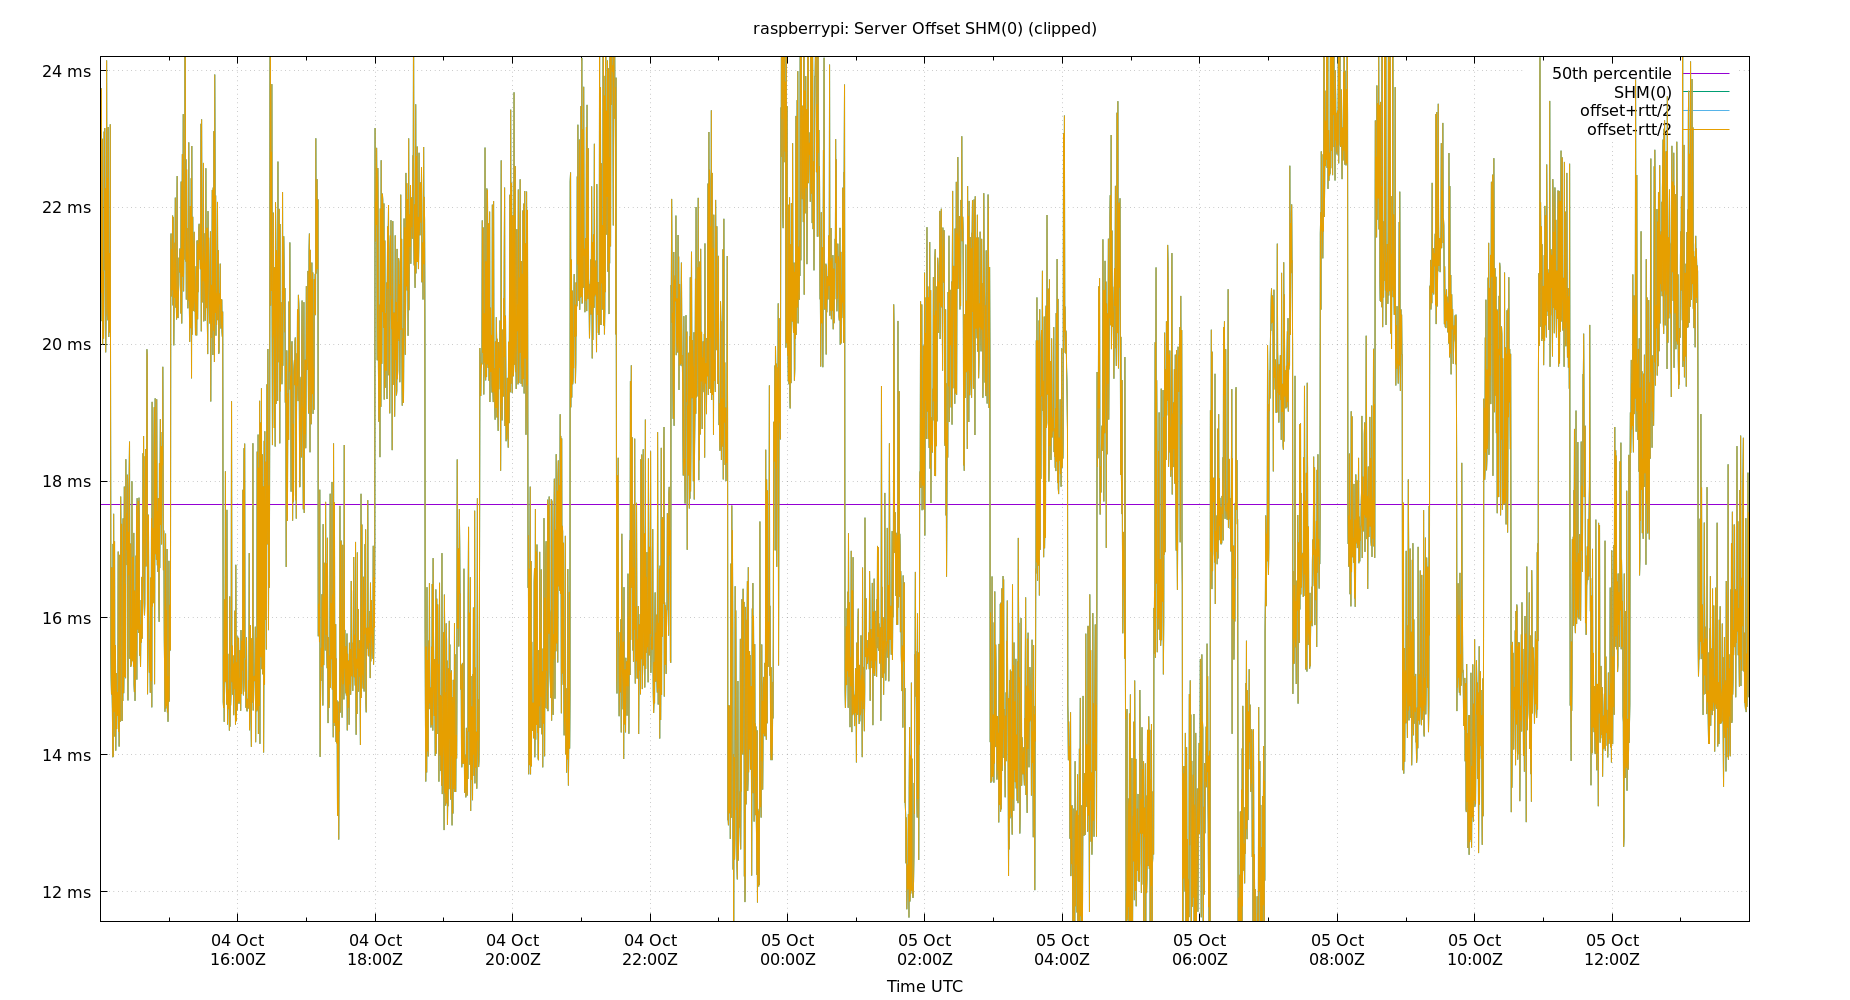 raspberrypi: Server Offset SHM(0) (clipped)
24 ms
22 ms
20 ms
18 ms
16 ms
14 ms
12 ms
50th percentile
SHM(0)
offset+rtt/2
offset-rtt/2
04 Oct
16:00Z
04 Oct
18:00Z
04 Oct
20:00Z
04 Oct
22:00Z
05 Oct
00:00Z
05 Oct
02:00Z
05 Oct
04:00Z
05 Oct
06:00Z
05 Oct
08:00Z
05 Oct
10:00Z
05 Oct
12:00Z
Time UTC